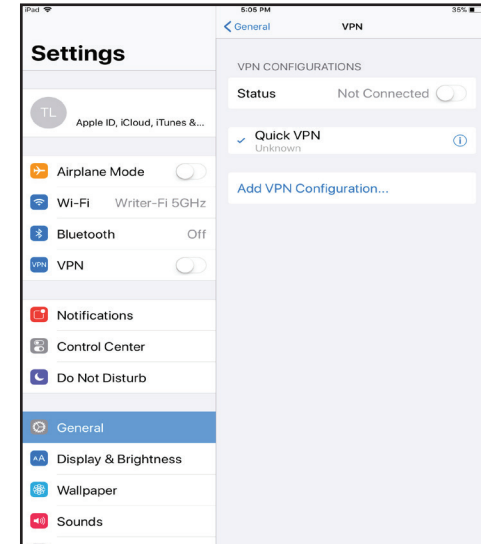 iPad
5:05 PM
35%
Settings
General
VPN
VPN CONFIGURATIONS
Status
Not Connected
TL
Apple ID, iCloud, iTunes &...
Quick VPN
Unknown
Add VPN Configuration...
Airplane Mode
Wi-Fi
Writer-Fi 5GHz
Bluetooth
Off
VPN
VPN
Notifications
Control Center
Do Not Disturb
General
AA
Display & Brightness
Wallpaper
Sounds